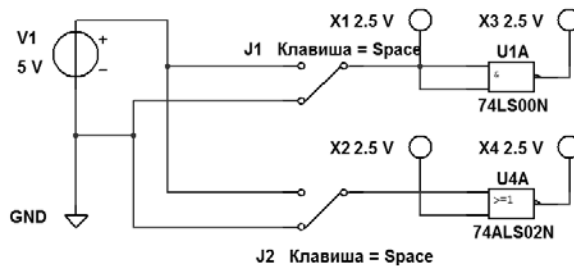 X1 2.5 V X3 2.5 V
V1
5 V
J1 Клавиша = Space
U1A
&
74LS00N
X2 2.5 V X4 2.5 V
U4A
>=1
74ALS02N
GND
J2 Клавиша = Space